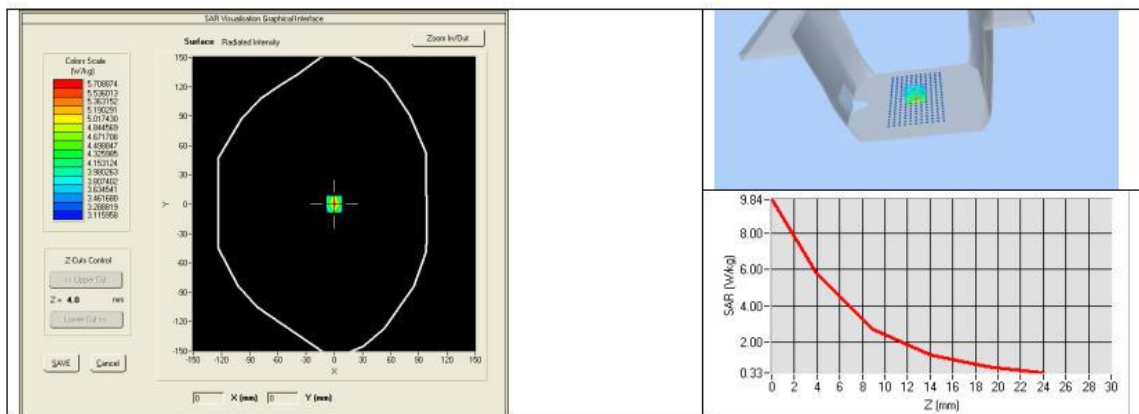 SAR Visualisation Graphical Interface
Surface Radiated Intensity
Zoom In/Out
Colors Scale
(W/kg)
5.708874
5.536013
5.363152
5.190291
5.017430
4.844569
4.671708
4.498847
4.325985
4.153124
3.980263
3.807402
3.634541
3.461680
3.288819
3.115958
Z-Cuts Control
<< Upper Cut
Z = 4.0 mm
Lower Cut >>
SAVE
Cancel
150
120
90
60
30
0
-30
-60
-90
-120
-150
Y
-150 -120 -90 -60 -30 0 30 60 90 120 150
X
0 X (mm) 0 Y (mm)
9.84
8.00
6.00
4.00
2.00
0.33
SAR (W/kg)
0 2 4 6 8 10 12 14 16 18 20 22 24 26 28 30
Z (mm)